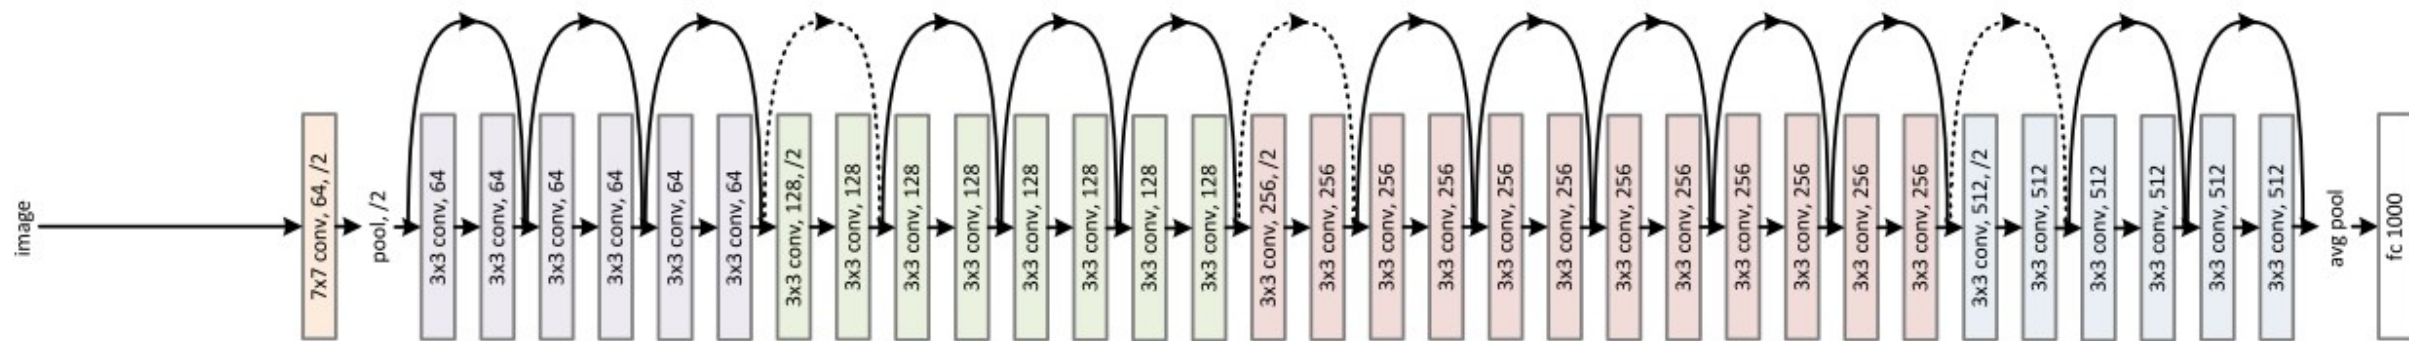 image
7x7 conv, 64, /2
pool, /2
3x3 conv, 64
3x3 conv, 64
3x3 conv, 64
3x3 conv, 64
3x3 conv, 64
3x3 conv, 64
3x3 conv, 128, /2
3x3 conv, 128
3x3 conv, 128
3x3 conv, 128
3x3 conv, 128
3x3 conv, 128
3x3 conv, 128
3x3 conv, 128
3x3 conv, 256, /2
3x3 conv, 256
3x3 conv, 256
3x3 conv, 256
3x3 conv, 256
3x3 conv, 256
3x3 conv, 256
3x3 conv, 256
3x3 conv, 256
3x3 conv, 256
3x3 conv, 256
3x3 conv, 256
3x3 conv, 512, /2
3x3 conv, 512
3x3 conv, 512
3x3 conv, 512
3x3 conv, 512
3x3 conv, 512
avg pool
fc 1000